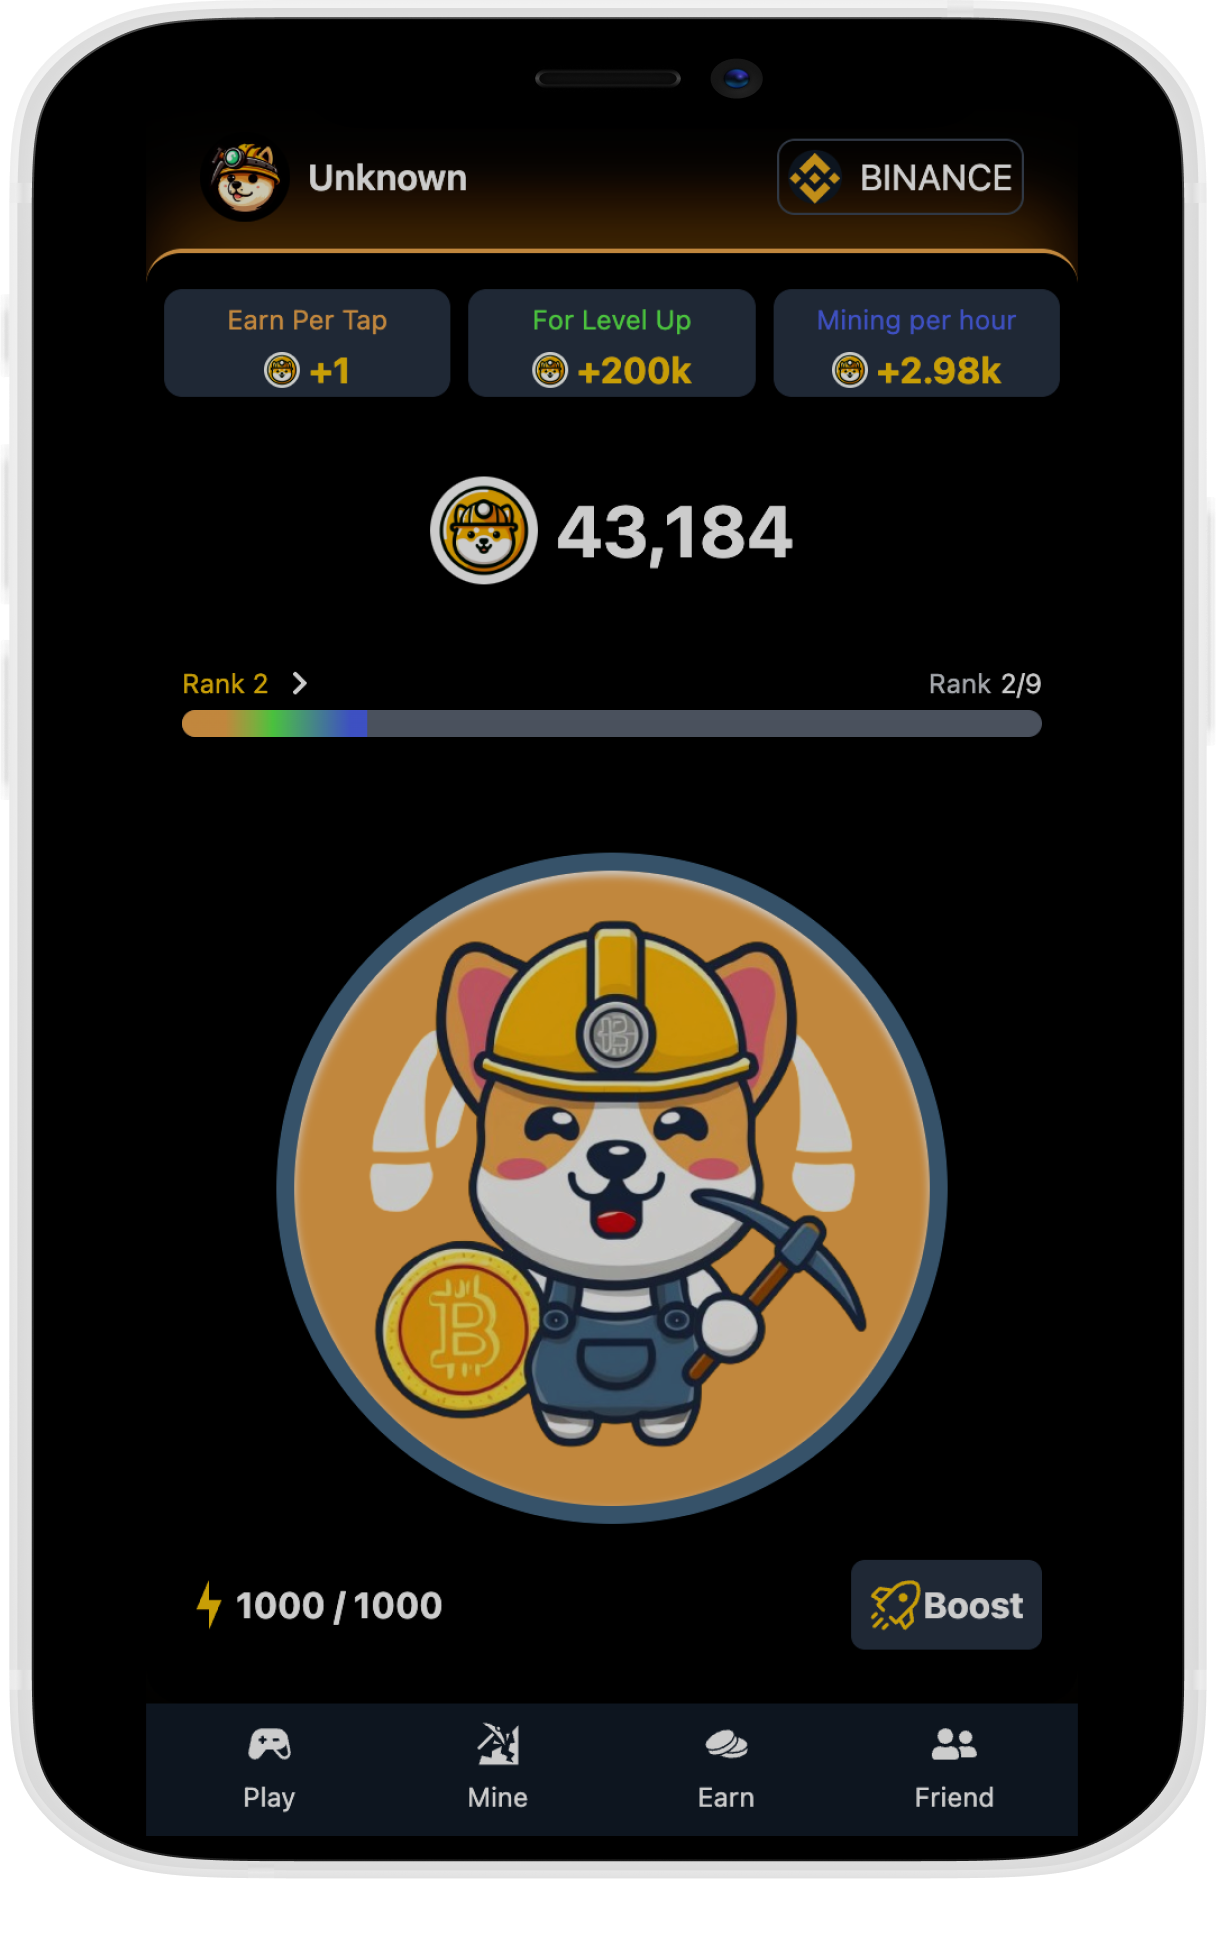 Unknown
BINANCE
Earn Per Tap
+1
For Level Up
+200k
Mining per hour
+2.98k
43,184
Rank 2
Rank 2/9
1000 / 1000
Boost
Play
Mine
Earn
Friend